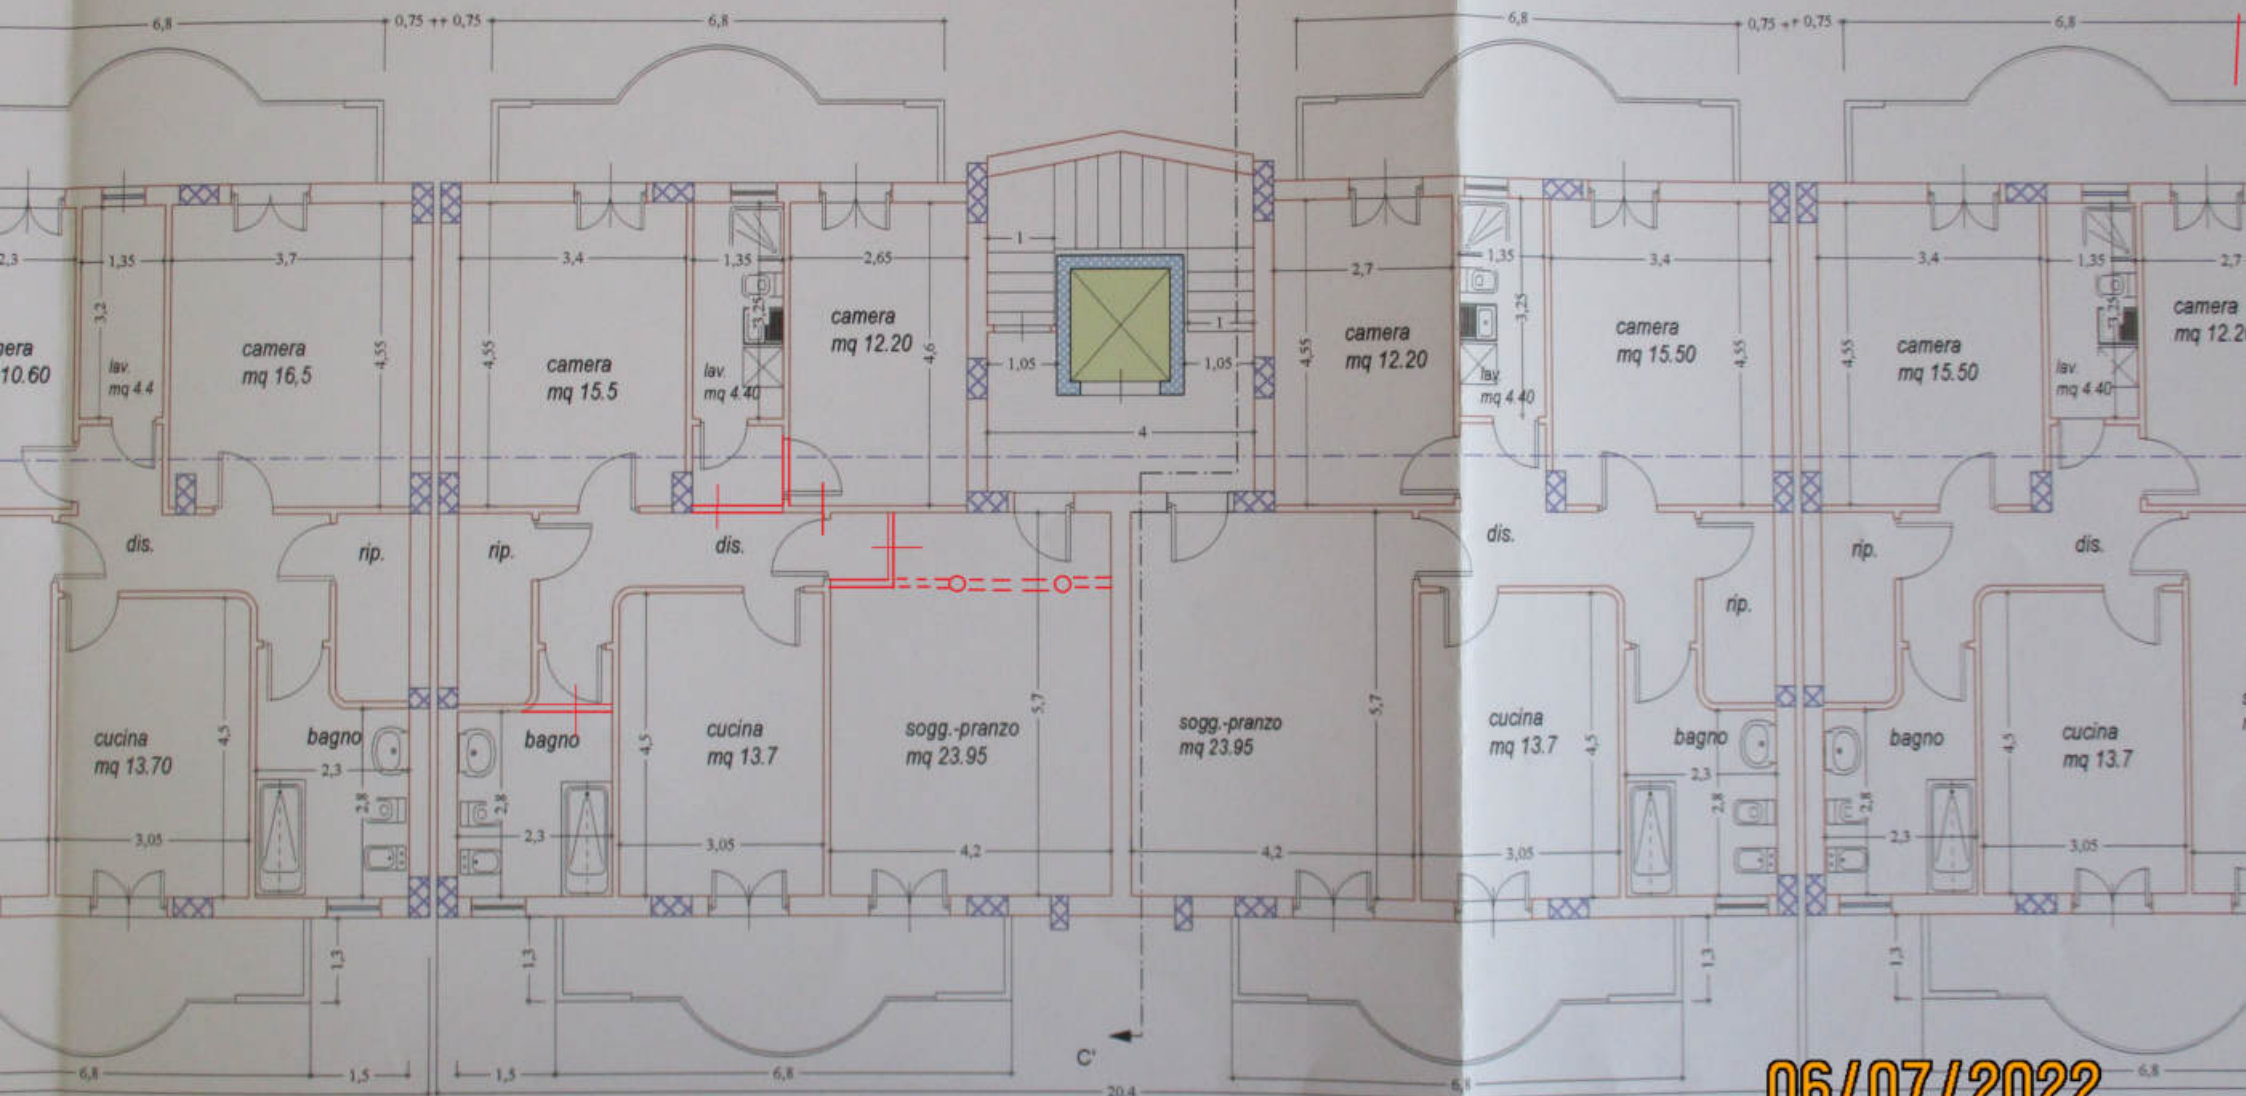 6,8
0,75
0,75
6,8
6,8
0,75
0,75
6,8
2,3
1,35
3,7
3,4
1,35
2,65
1
2,7
1,35
3,4
3,4
1,35
2,7
3,2
4,55
4,55
3,25
4,6
1
1,05
1,05
4,55
3,25
4,55
4,55
3,25
10.60
lav.
mq 4.4
camera
mq 16,5
camera
mq 15.5
lav.
mq 4.40
camera
mq 12.20
camera
mq 12.20
lav.
mq 4.40
camera
mq 15.50
camera
mq 15.50
lav.
mq 4.40
camera
4
dis.
rip.
rip.
dis.
dis.
rip.
rip.
dis.
cucina
mq 13.70
4,5
bagno
2,3
2,8
3,05
bagno
2,8
2,3
4,5
cucina
mq 13.7
3,05
sogg.-pranzo
mq 23.95
5,7
4,2
sogg.-pranzo
mq 23.95
5,7
4,2
cucina
mq 13.7
4,5
3,05
bagno
2,3
2,8
bagno
2,8
2,3
4,5
cucina
mq 13.7
3,05
1,3
1,3
1,3
1,3
C'
6,8
1,5
1,5
6,8
6,8
6,8
20,4
06/07/2022